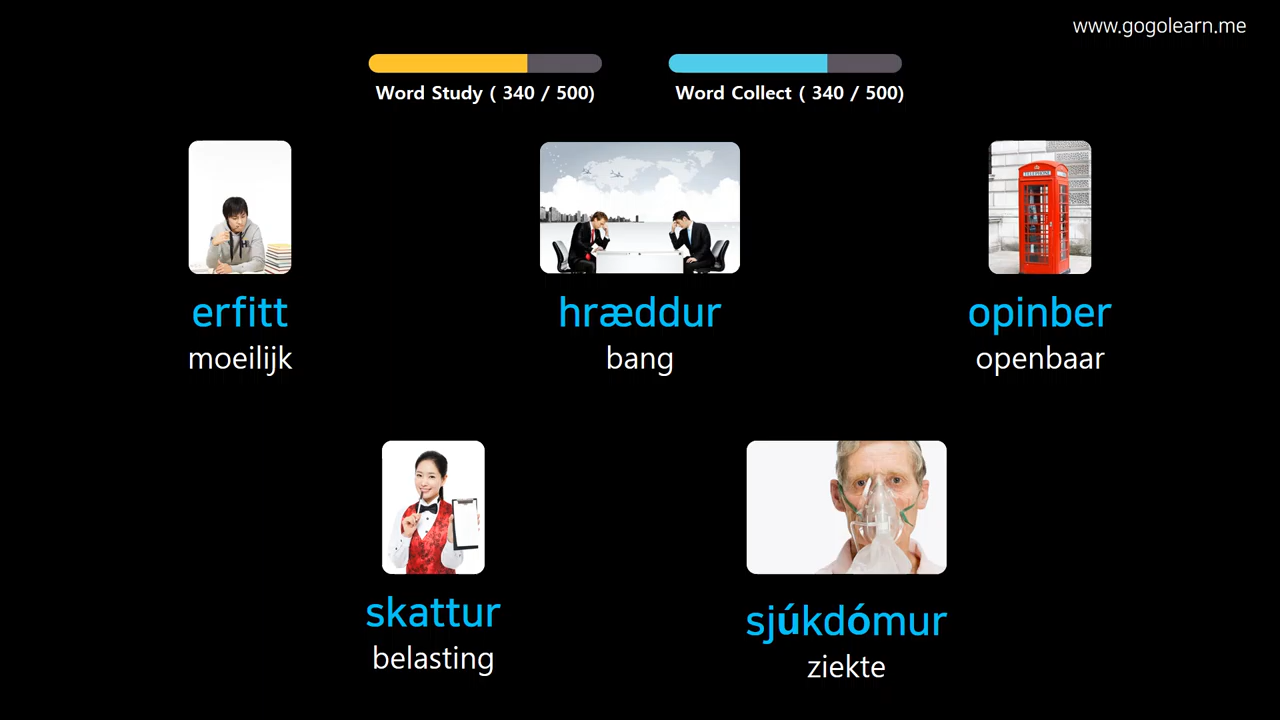 www.gogolearn.me
Word Study ( 340 / 500)
Word Collect ( 340 / 500)
TELEPHONE
erfitt
moeilijk
hræddur
bang
opinber
openbaar
skattur
belasting
sjúkdómur
ziekte